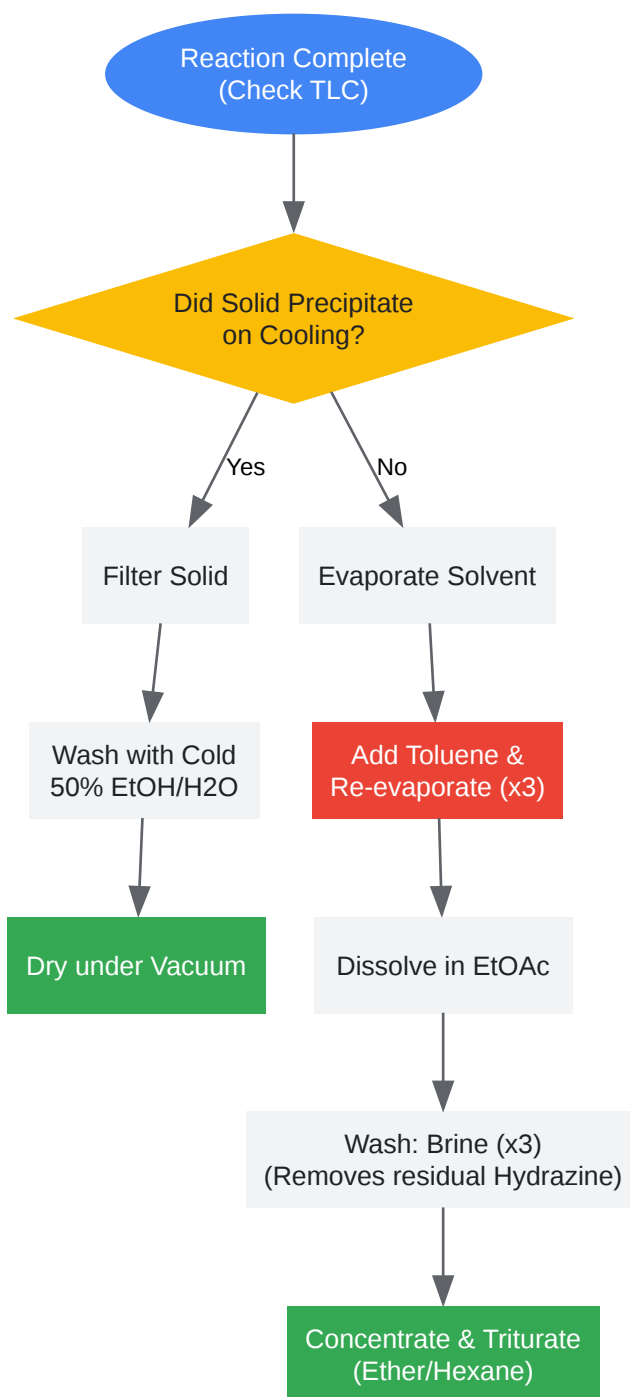 Reaction Complete
(Check TLC)
Did Solid Precipitate
on Cooling?
Yes
No
Filter Solid
Evaporate Solvent
Wash with Cold
50% EtOH/H2O
Add Toluene &
Re-evaporate (x3)
Dry under Vacuum
Dissolve in EtOAc
Wash: Brine (x3)
(Removes residual Hydrazine)
Concentrate & Triturate
(Ether/Hexane)